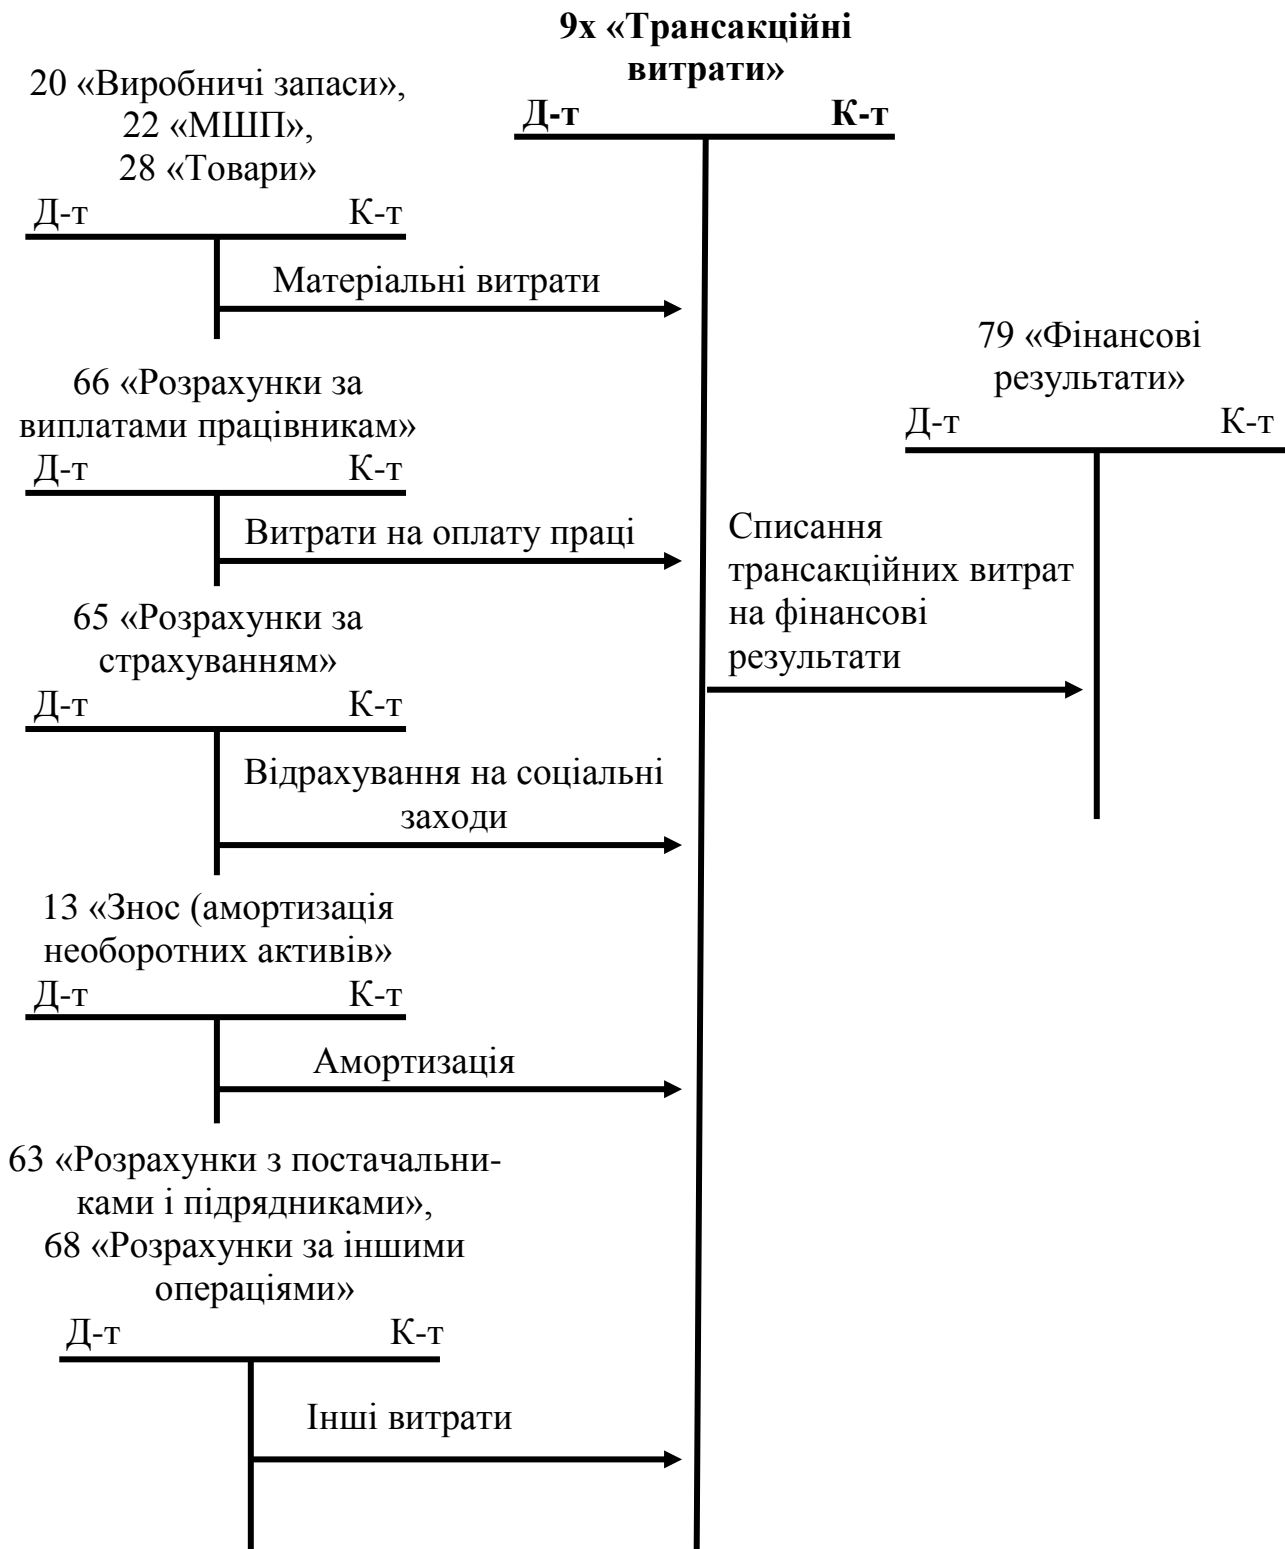 9х «Трансакційні
витрати»
Д-т К-т
20 «Виробничі запаси»,
22 «МШП»,
28 «Товари»
Д-т К-т
Матеріальні витрати
66 «Розрахунки за
виплатами працівникам»
Д-т К-т
Витрати на оплату праці
65 «Розрахунки за
страхуванням»
Д-т К-т
Відрахування на соціальні
заходи
13 «Знос (амортизація
необоротних активів»
Д-т К-т
Амортизація
63 «Розрахунки з постачальни-
ками і підрядниками»,
68 «Розрахунки за іншими
операціями»
Д-т К-т
Інші витрати
79 «Фінансові
результати»
Д-т К-т
Списання
трансакційних витрат
на фінансові
результати